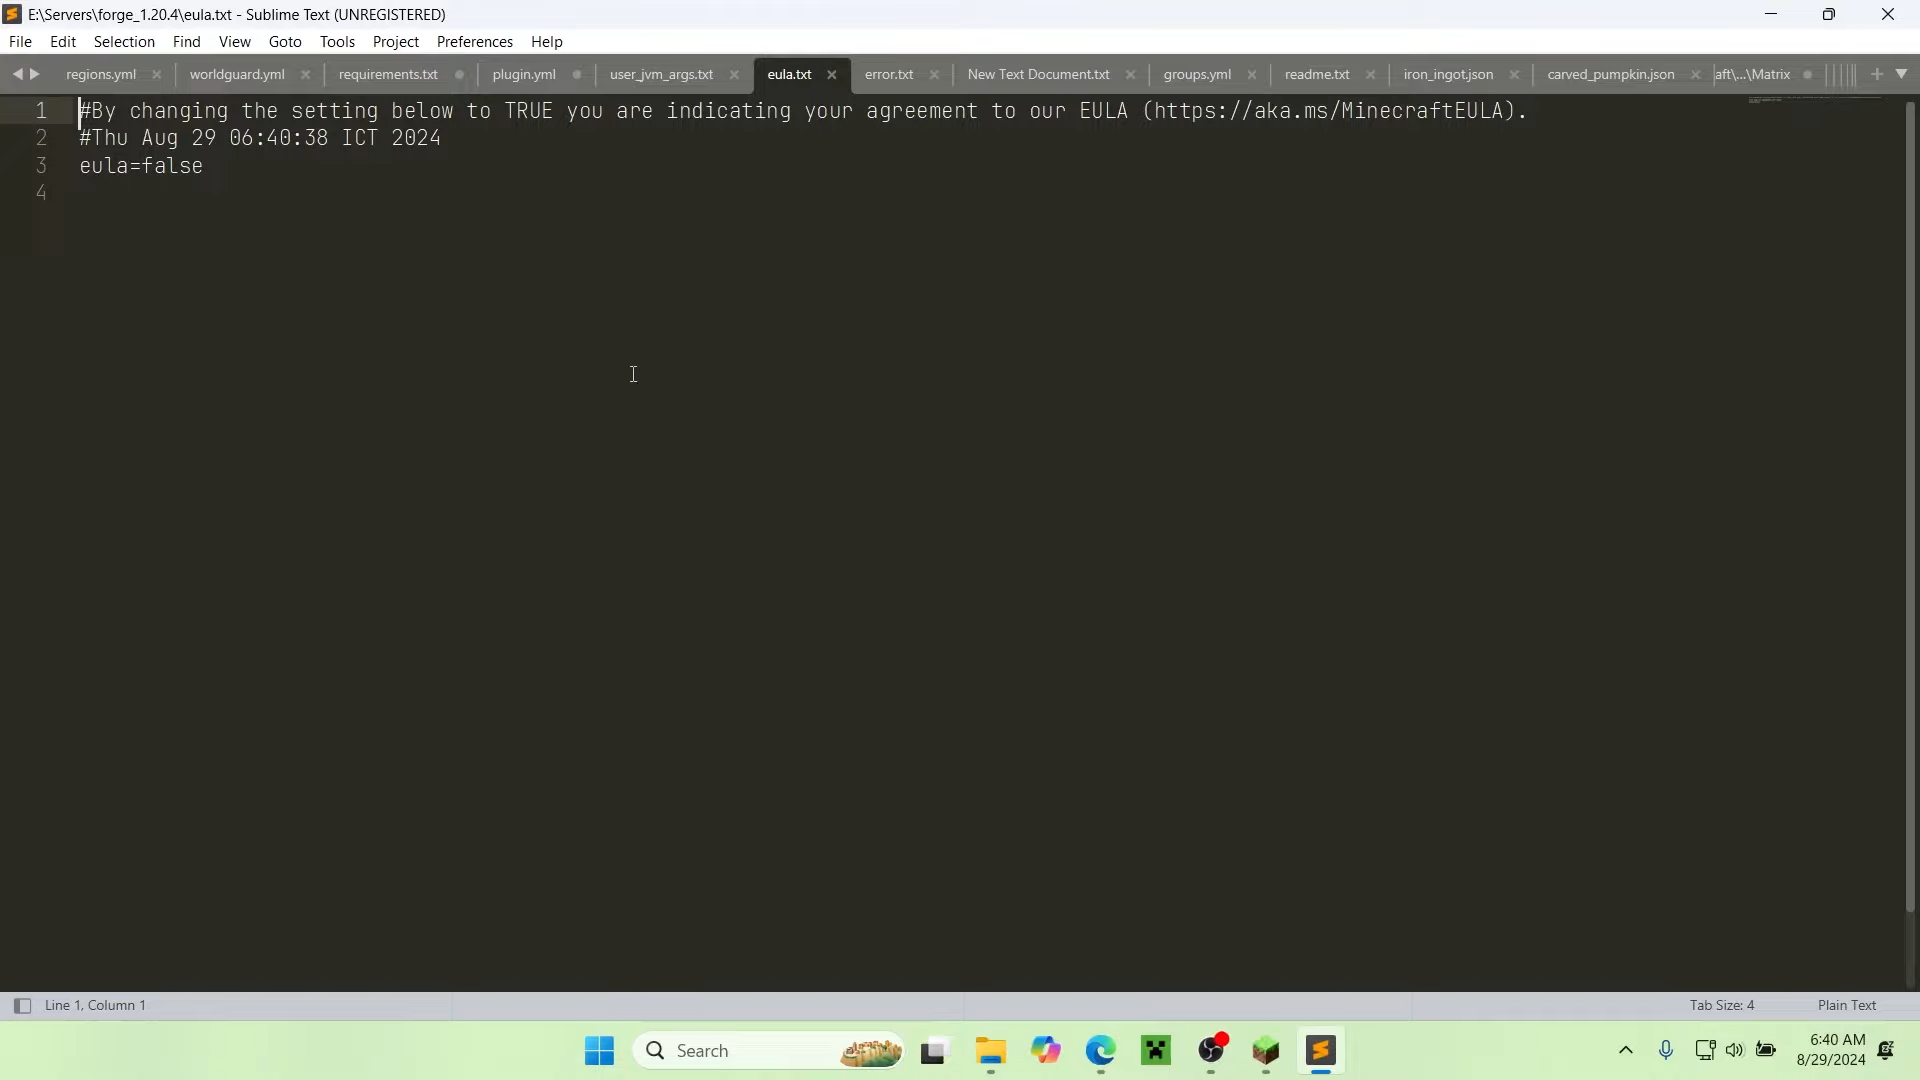 E:\Servers\forge_1.20.4\eula.txt - Sublime Text (UNREGISTERED)
File Edit Selection Find View Goto Tools Project Preferences Help
regions.yml worldguard.yml requirements.txt plugin.yml user_jvm_args.txt eula.txt error.txt New Text Document.txt groups.yml readme.txt iron_ingot.json carved_pumpkin.json aft\...\Matrix
1 #By changing the setting below to TRUE you are indicating your agreement to our EULA (https://aka.ms/MinecraftEULA).
2 #Thu Aug 29 06:40:38 ICT 2024
3 eula=false
4
Line 1, Column 1 Tab Size: 4 Plain Text
Search 6:40 AM
8/29/2024